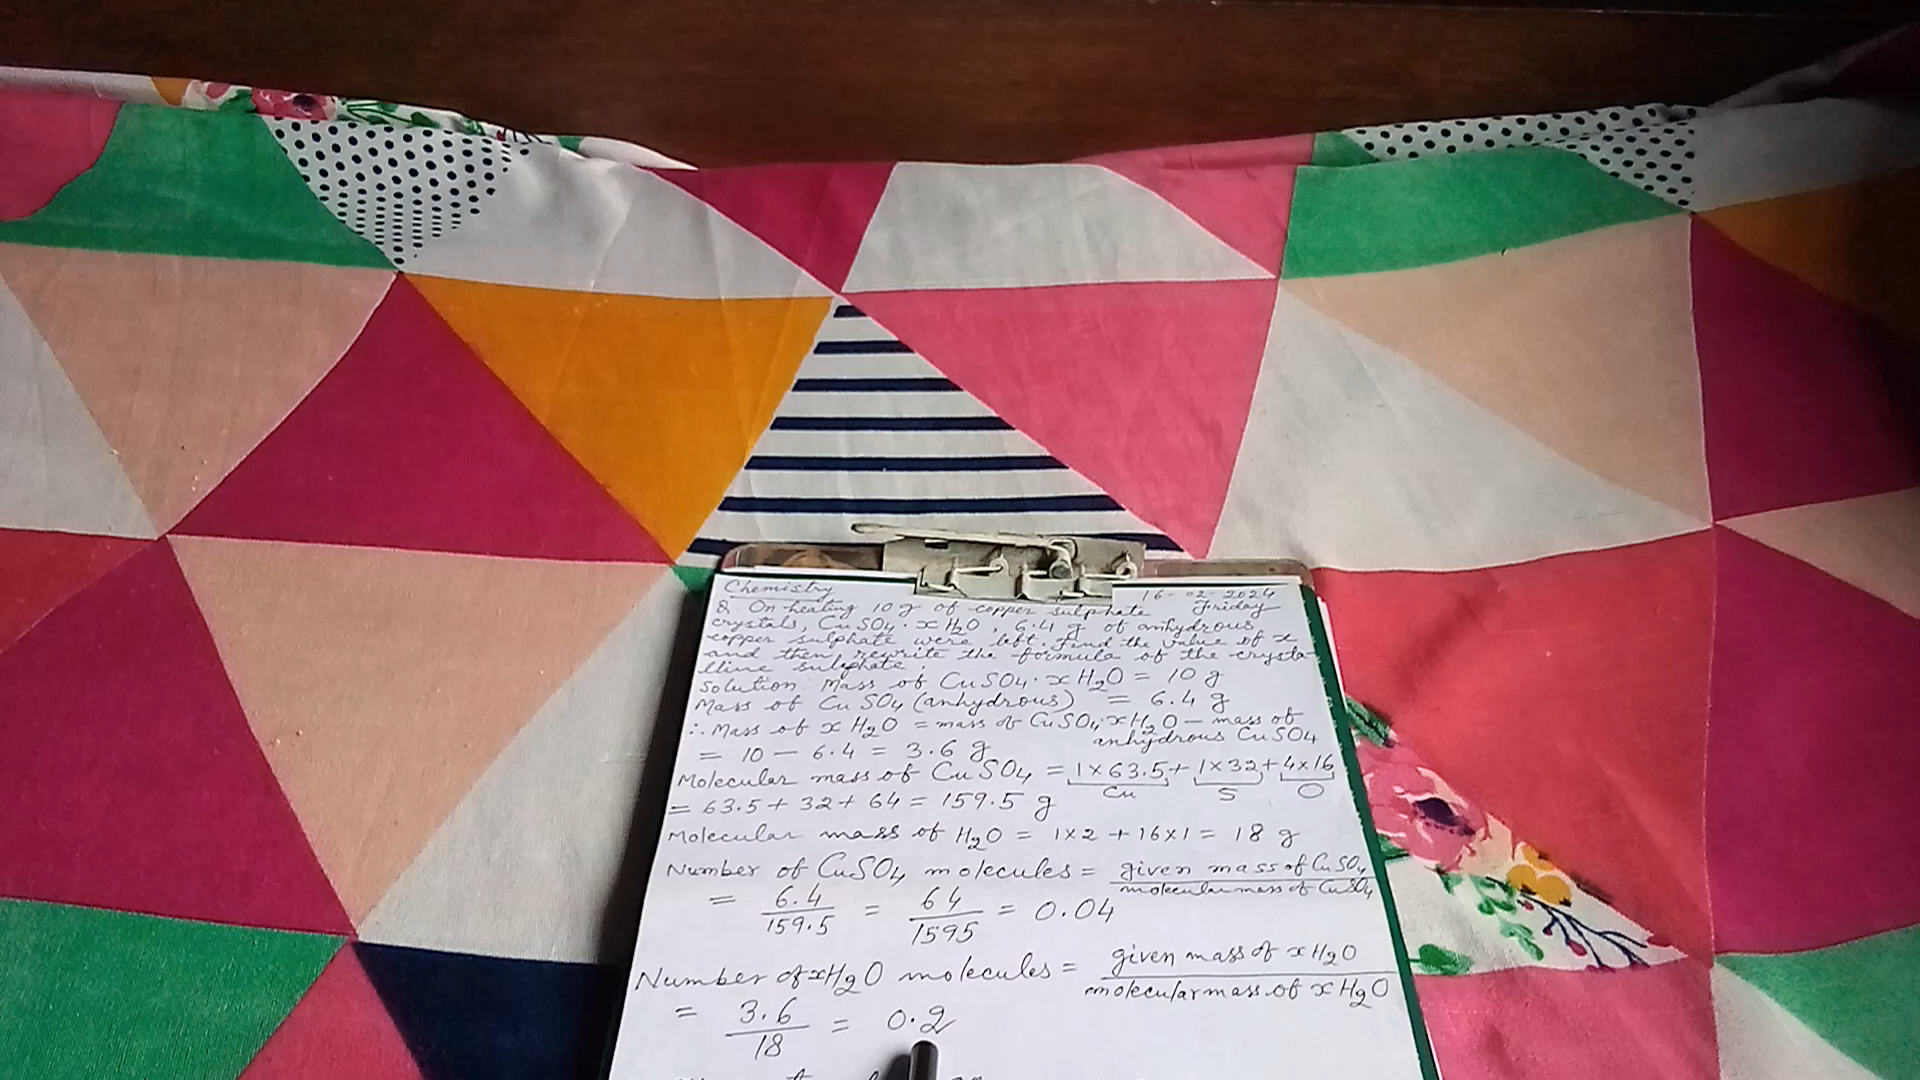 Chemistry
16-02-2024
Friday
Q. On heating 10 g of copper sulphate
crystals, CuSO₄·xH₂O, 6.4 g of anhydrous
copper sulphate were left. Find the value of x
and then rewrite the formula of the crysta-
lline sulphate.
Solution: Mass of CuSO₄·xH₂O = 10 g
Mass of CuSO₄ (anhydrous) = 6.4 g
∴ Mass of xH₂O = mass of CuSO₄·xH₂O – mass of
anhydrous CuSO₄
= 10 – 6.4 = 3.6 g
Molecular mass of CuSO₄ = 1×63.5 + 1×32 + 4×16
Cu S O
= 63.5 + 32 + 64 = 159.5 g
Molecular mass of H₂O = 1×2 + 16×1 = 18 g
Number of CuSO₄ molecules = given mass of CuSO₄ / molecular mass of CuSO₄
= 6.4/159.5 = 64/1595 = 0.04
Number of xH₂O molecules = given mass of xH₂O / molecular mass of xH₂O
= 3.6/18 = 0.2